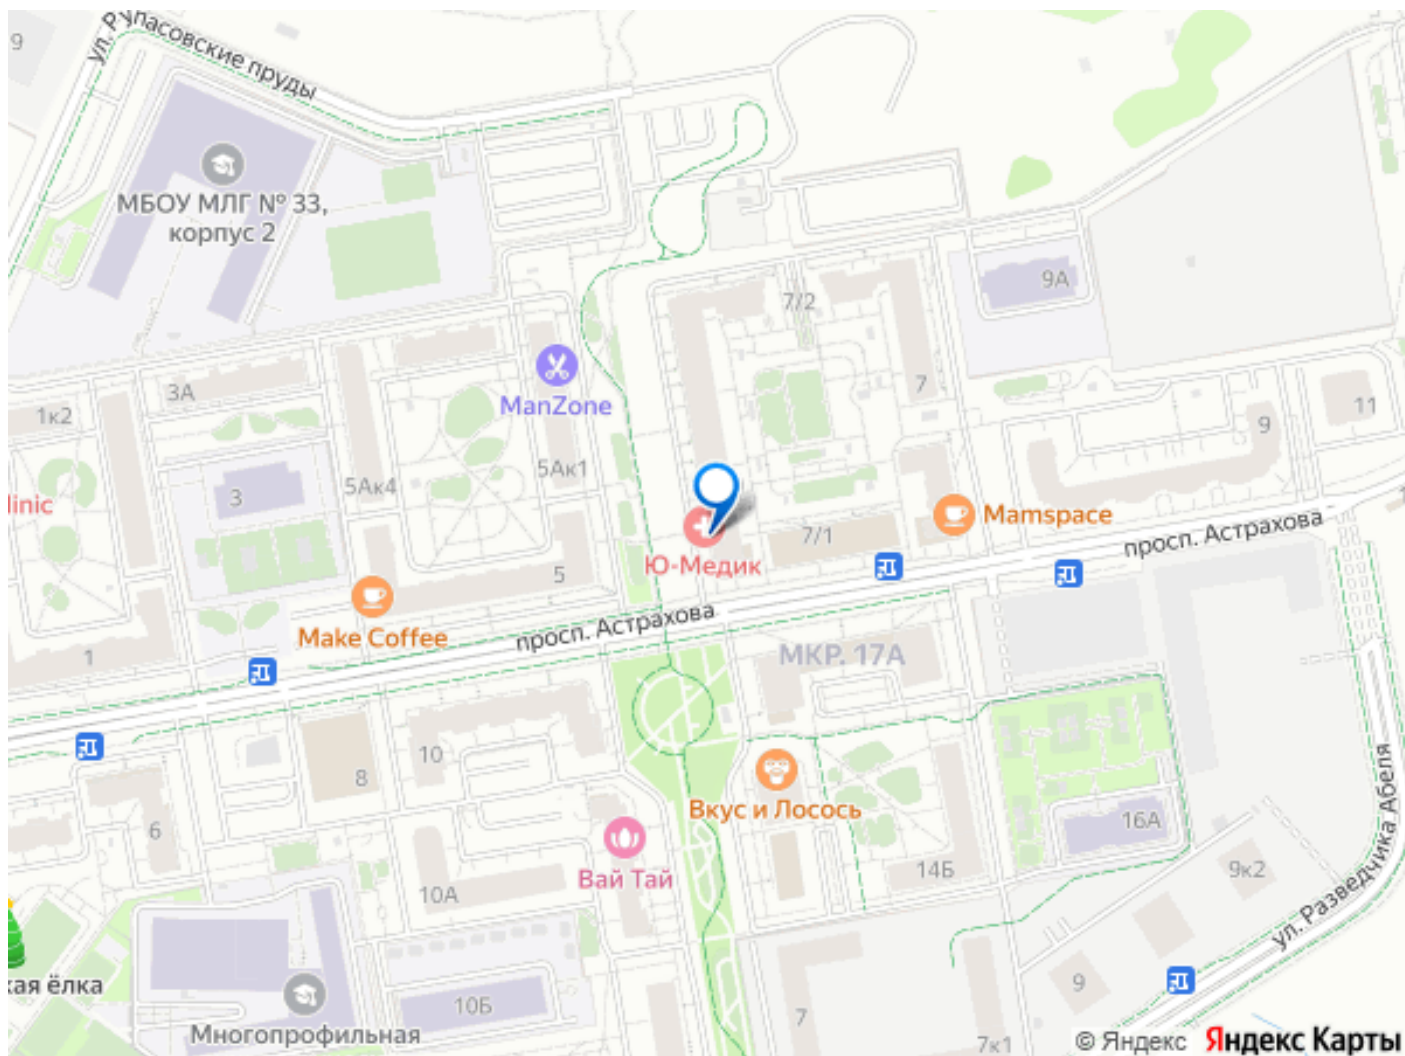 9
ул. Рупасовские пруды
МБОУ МЛГ № 33,
корпус 2
7/2
9А
3А
1к2
ManZone
7
11
9
5Ак1
5Ак4
3
linic
Mamspace
7/1
просп. Астрахова
Ю-Медик
5
Make Coffee
просп. Астрахова
1
МКР. 17А
10
8
Вкус и Лосось
6
16А
ул. Разведчика Абеля
Вай Тай
14Б
9к2
10А
кая ёлка
9
10Б
7
Многопрофильная
7к1
© Яндекс
Яндекс Карты